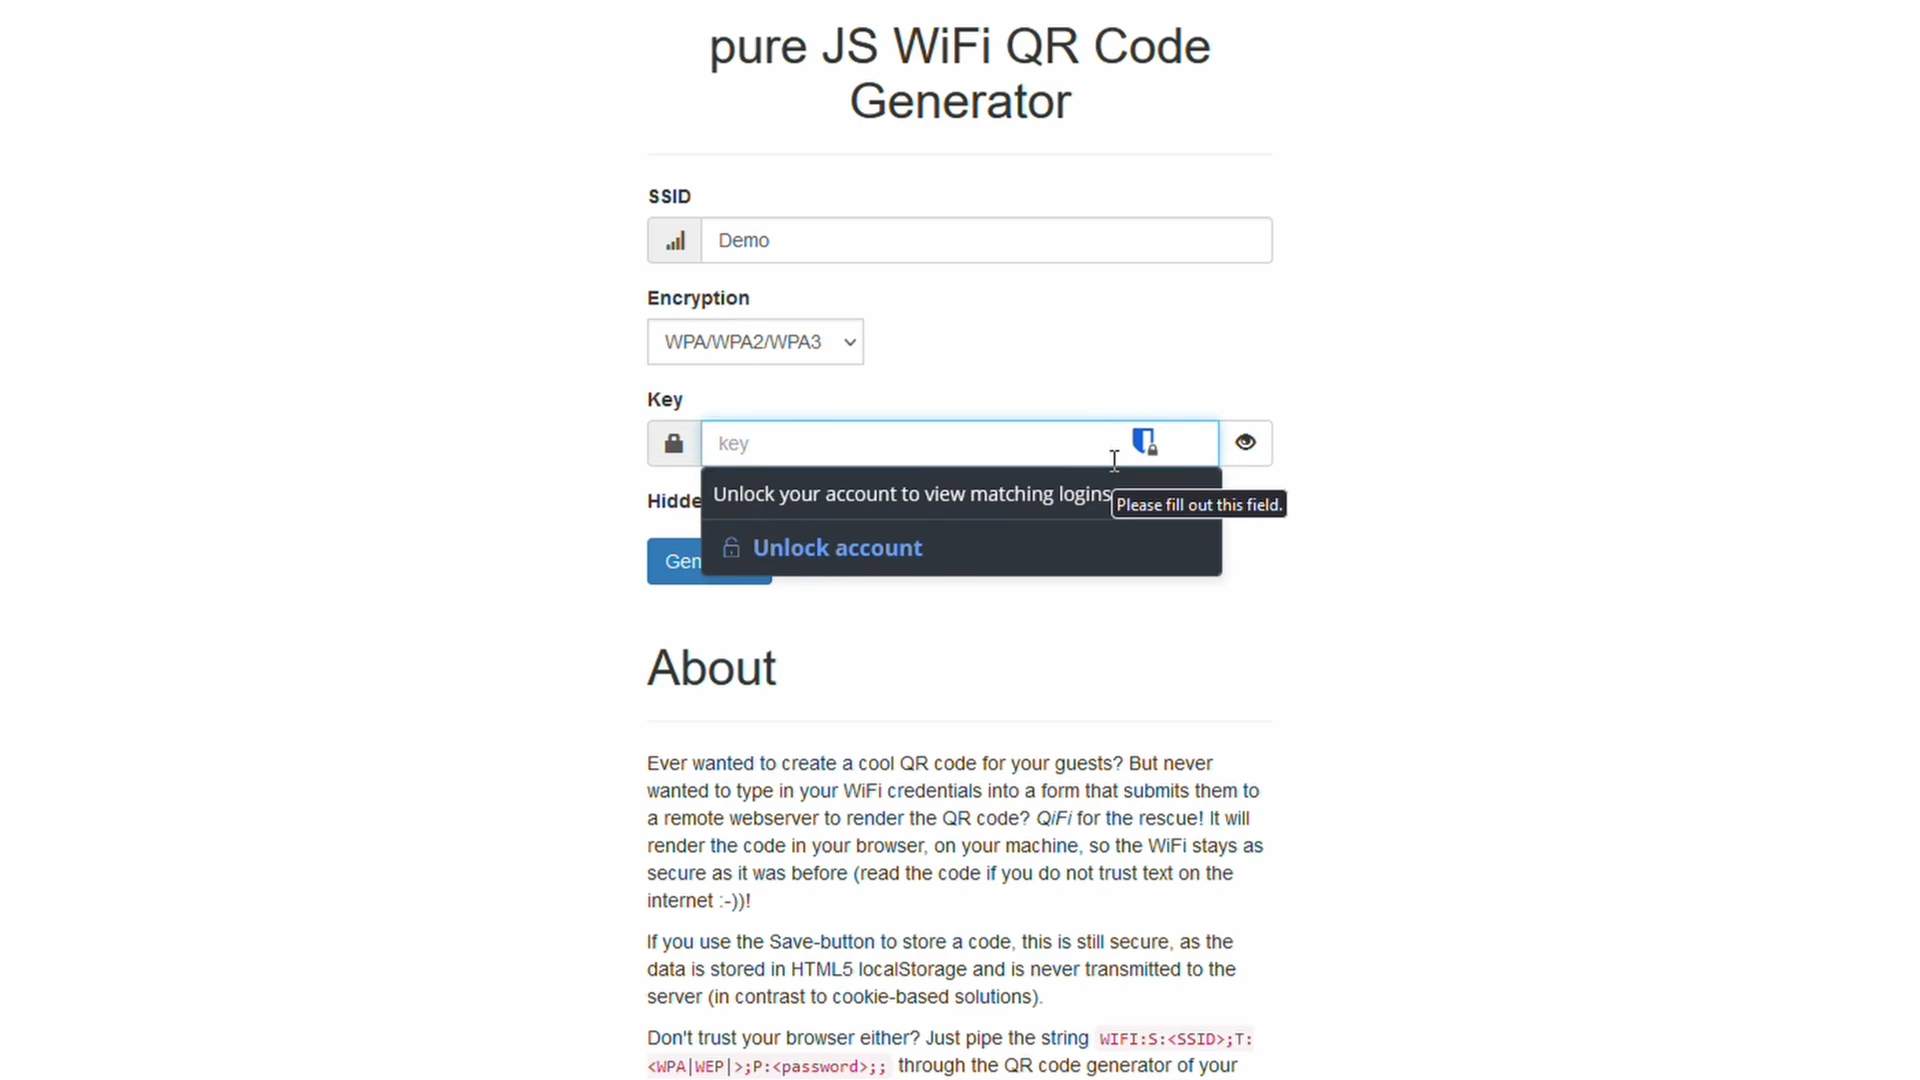 pure JS WiFi QR Code
Generator
SSID
Demo
Encryption
WPA/WPA2/WPA3
Key
key
Unlock your account to view matching logins
Please fill out this field.
Hidde
Unlock account
Gen
About
Ever wanted to create a cool QR code for your guests? But never
wanted to type in your WiFi credentials into a form that submits them to
a remote webserver to render the QR code? QiFi for the rescue! It will
render the code in your browser, on your machine, so the WiFi stays as
secure as it was before (read the code if you do not trust text on the
internet :-))!
If you use the Save-button to store a code, this is still secure, as the
data is stored in HTML5 localStorage and is never transmitted to the
server (in contrast to cookie-based solutions).
Don't trust your browser either? Just pipe the string WIFI:S:<SSID>;T:
<WPA|WEP|>;P:<password>;; through the QR code generator of your